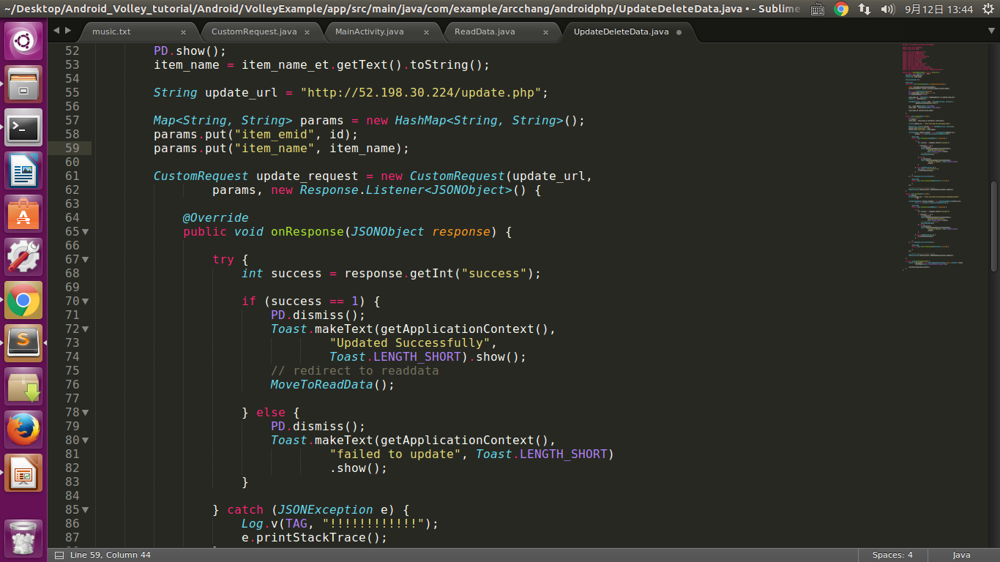 ~/Desktop/Android_Volley_tutorial/Android/VolleyExample/app/src/main/java/com/example/arcchang/androidphp/UpdateDeleteData.java • - Sublime
9月12日 13:44
music.txt ×
CustomRequest.java ×
MainActivity.java ×
ReadData.java ×
UpdateDeleteData.java
52 PD.show();
53 item_name = item_name_et.getText().toString();
54
55 String update_url = "http://52.198.30.224/update.php";
56
57 Map<String, String> params = new HashMap<String, String>();
58 params.put("item_emid", id);
59 params.put("item_name", item_name);
60
61 CustomRequest update_request = new CustomRequest(update_url,
62 params, new Response.Listener<JSONObject>() {
63
64 @Override
65 public void onResponse(JSONObject response) {
66
67 try {
68 int success = response.getInt("success");
69
70 if (success == 1) {
71 PD.dismiss();
72 Toast.makeText(getApplicationContext(),
73 "Updated Successfully",
74 Toast.LENGTH_SHORT).show();
75 // redirect to readdata
76 MoveToReadData();
77
78 } else {
79 PD.dismiss();
80 Toast.makeText(getApplicationContext(),
81 "failed to update", Toast.LENGTH_SHORT)
82 .show();
83 }
84
85 } catch (JSONException e) {
86 Log.v(TAG, "!!!!!!!!!!!!");
87 e.printStackTrace();
Line 59, Column 44
Spaces: 4
Java